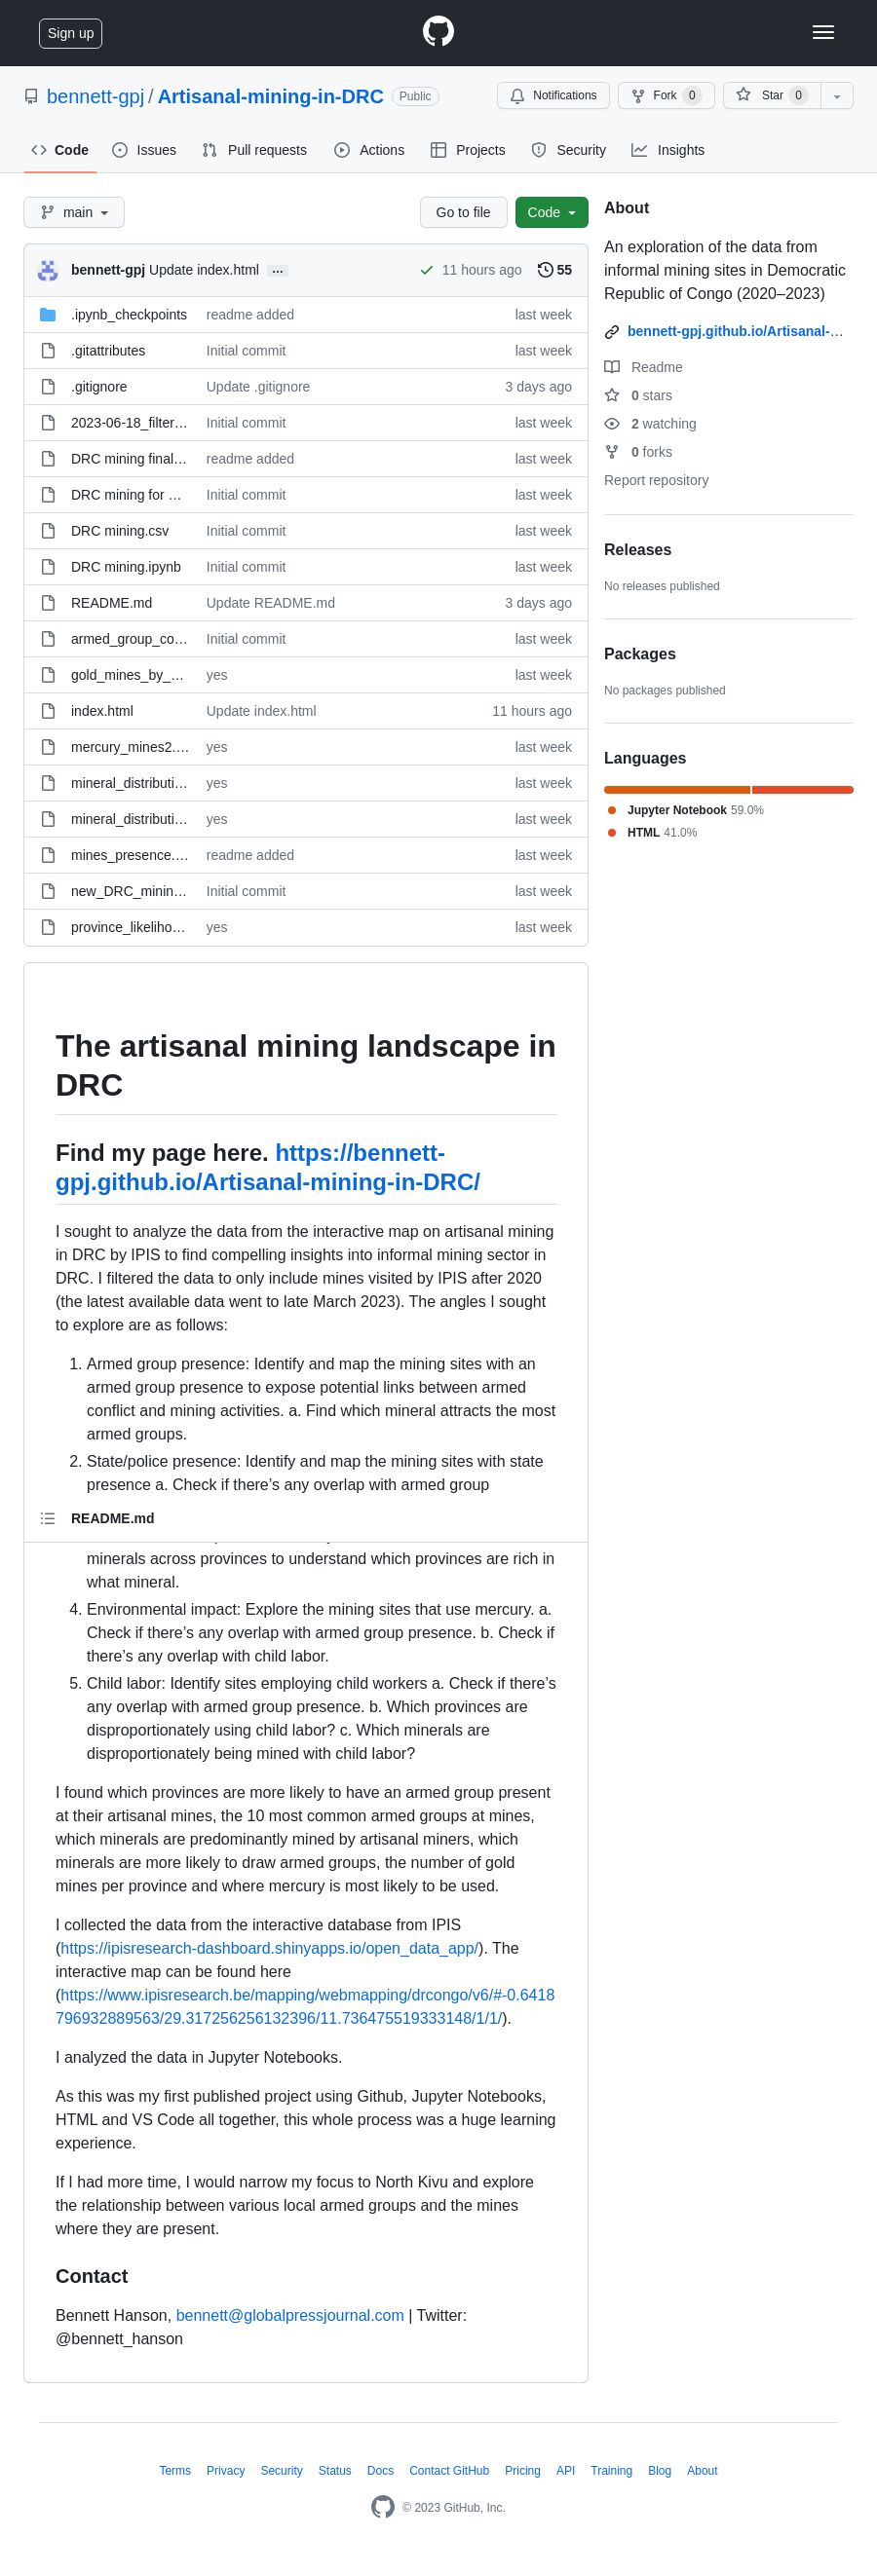 Sign up
bennett-gpj / Artisanal-mining-in-DRC Public
Notifications Fork 0 Star 0
Code Issues Pull requests Actions Projects Security Insights
main Go to file Code
bennett-gpj Update index.html ... 11 hours ago 55
.ipynb_checkpoints readme added last week
.gitattributes Initial commit last week
.gitignore Update .gitignore 3 days ago
2023-06-18_filter… Initial commit last week
DRC mining final… readme added last week
DRC mining for … Initial commit last week
DRC mining.csv Initial commit last week
DRC mining.ipynb Initial commit last week
README.md Update README.md 3 days ago
armed_group_co… Initial commit last week
gold_mines_by_… yes last week
index.html Update index.html 11 hours ago
mercury_mines2.… yes last week
mineral_distributi… yes last week
mineral_distributi… yes last week
mines_presence.… readme added last week
new_DRC_minin… Initial commit last week
province_likeliho… yes last week
About
An exploration of the data from
informal mining sites in Democratic
Republic of Congo (2020–2023)
bennett-gpj.github.io/Artisanal-…
Readme
0 stars
2 watching
0 forks
Report repository
Releases
No releases published
Packages
No packages published
Languages
Jupyter Notebook 59.0%
HTML 41.0%
The artisanal mining landscape in
DRC
Find my page here. https://bennett-
gpj.github.io/Artisanal-mining-in-DRC/
I sought to analyze the data from the interactive map on artisanal mining
in DRC by IPIS to find compelling insights into informal mining sector in
DRC. I filtered the data to only include mines visited by IPIS after 2020
(the latest available data went to late March 2023). The angles I sought
to explore are as follows:
1. Armed group presence: Identify and map the mining sites with an
armed group presence to expose potential links between armed
conflict and mining activities. a. Find which mineral attracts the most
armed groups.
2. State/police presence: Identify and map the mining sites with state
presence a. Check if there’s any overlap with armed group
README.md
minerals across provinces to understand which provinces are rich in
what mineral.
4. Environmental impact: Explore the mining sites that use mercury. a.
Check if there’s any overlap with armed group presence. b. Check if
there’s any overlap with child labor.
5. Child labor: Identify sites employing child workers a. Check if there’s
any overlap with armed group presence. b. Which provinces are
disproportionately using child labor? c. Which minerals are
disproportionately being mined with child labor?
I found which provinces are more likely to have an armed group present
at their artisanal mines, the 10 most common armed groups at mines,
which minerals are predominantly mined by artisanal miners, which
minerals are more likely to draw armed groups, the number of gold
mines per province and where mercury is most likely to be used.
I collected the data from the interactive database from IPIS
(https://ipisresearch-dashboard.shinyapps.io/open_data_app/). The
interactive map can be found here
(https://www.ipisresearch.be/mapping/webmapping/drcongo/v6/#-0.6418
796932889563/29.317256256132396/11.736475519333148/1/1/).
I analyzed the data in Jupyter Notebooks.
As this was my first published project using Github, Jupyter Notebooks,
HTML and VS Code all together, this whole process was a huge learning
experience.
If I had more time, I would narrow my focus to North Kivu and explore
the relationship between various local armed groups and the mines
where they are present.
Contact
Bennett Hanson, bennett@globalpressjournal.com | Twitter:
@bennett_hanson
Terms Privacy Security Status Docs Contact GitHub Pricing API Training Blog About
© 2023 GitHub, Inc.